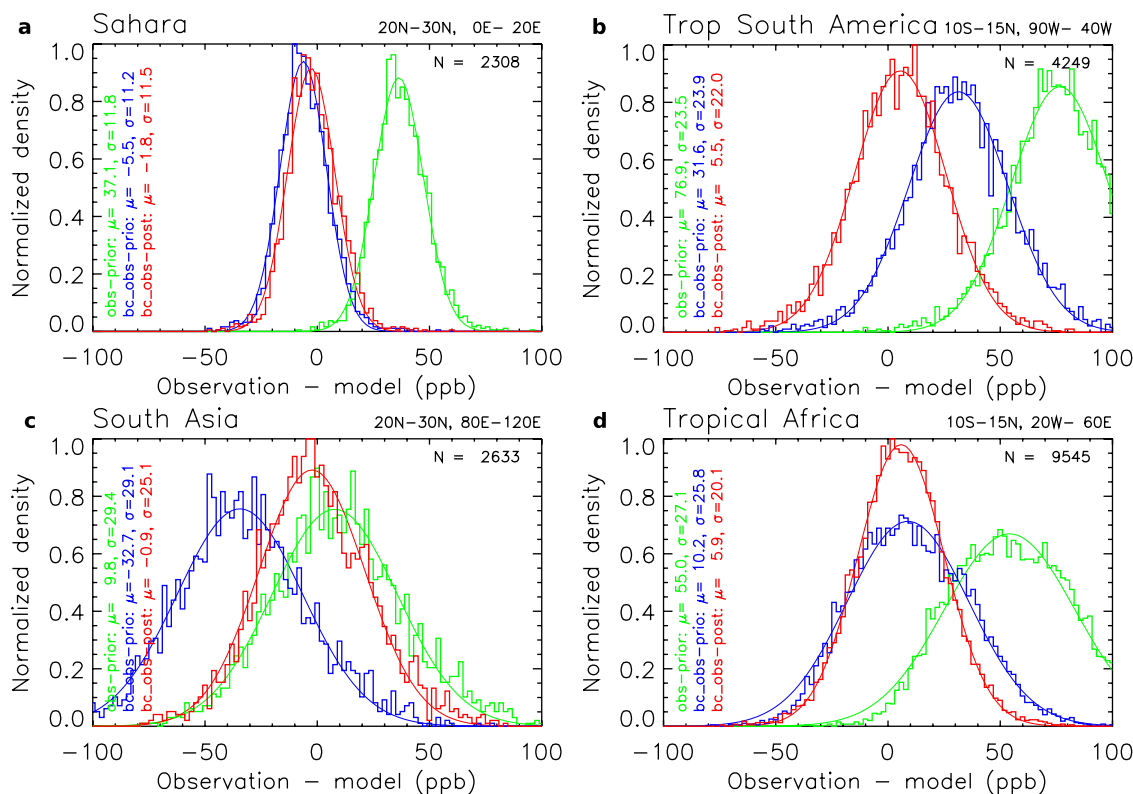 a Sahara 20N−30N, 0E− 20E
N = 2308
obs−prior: μ= 37.1, σ=11.8
bc_obs−prio: μ= −5.5, σ=11.2
bc_obs−post: μ= −1.8, σ=11.5
Normalized density
1.0
0.8
0.6
0.4
0.2
0.0
−100 −50 0 50 100
Observation − model (ppb)
b Trop South America 10S−15N, 90W− 40W
N = 4249
obs−prior: μ= 76.9, σ=23.5
bc_obs−prio: μ= 31.6, σ=23.9
bc_obs−post: μ= 5.5, σ=22.0
Normalized density
1.0
0.8
0.6
0.4
0.2
0.0
−100 −50 0 50 100
Observation − model (ppb)
c South Asia 20N−30N, 80E−120E
N = 2633
obs−prior: μ= 9.8, σ=29.4
bc_obs−prio: μ=−32.7, σ=29.1
bc_obs−post: μ= −0.9, σ=25.1
Normalized density
1.0
0.8
0.6
0.4
0.2
0.0
−100 −50 0 50 100
Observation − model (ppb)
d Tropical Africa 10S−15N, 20W− 60E
N = 9545
obs−prior: μ= 55.0, σ=27.1
bc_obs−prio: μ= 10.2, σ=25.8
bc_obs−post: μ= 5.9, σ=20.1
Normalized density
1.0
0.8
0.6
0.4
0.2
0.0
−100 −50 0 50 100
Observation − model (ppb)